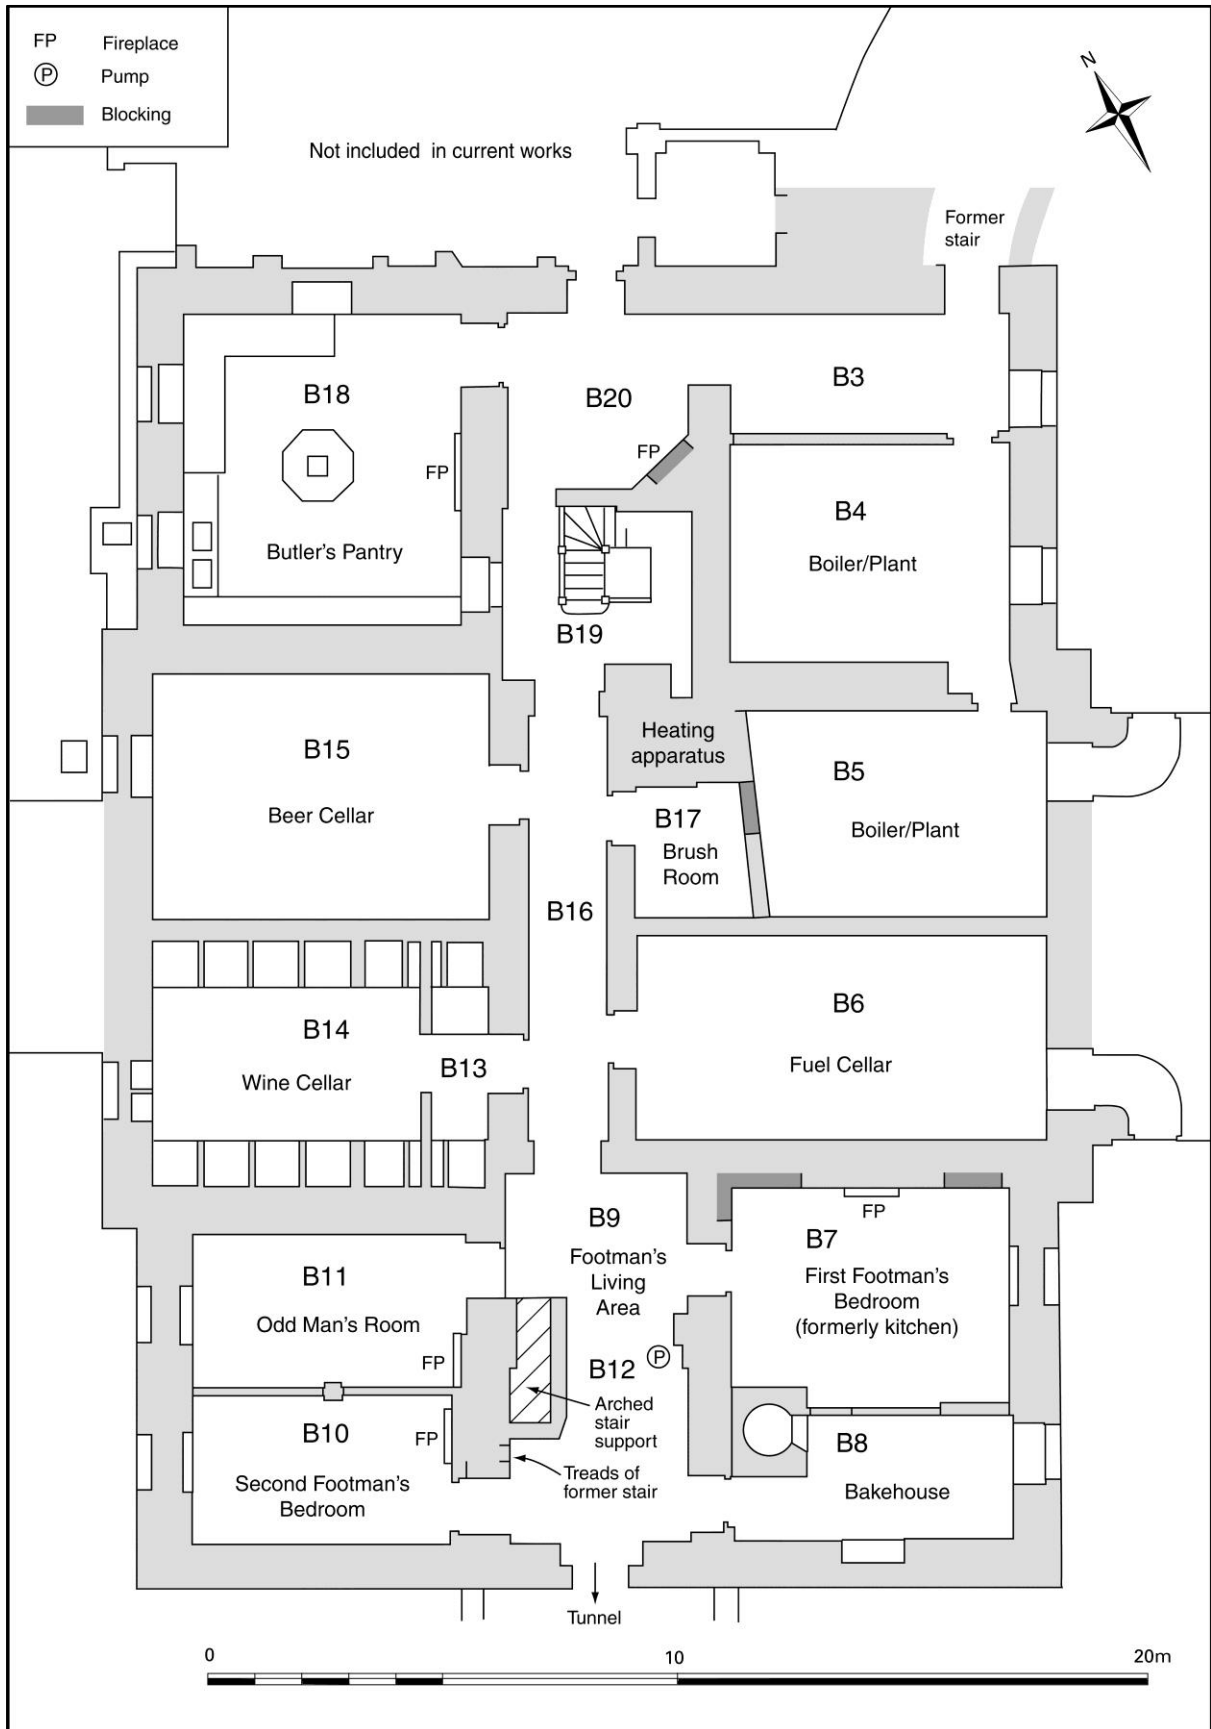 FP Fireplace
P Pump
Blocking
N
Not included in current works
Former
stair
B18
B20
B3
FP
FP
B4
Butler's Pantry
Boiler/Plant
B19
Heating
apparatus
B15
B5
Beer Cellar
B17
Boiler/Plant
Brush
Room
B16
B14
B13
B6
Wine Cellar
Fuel Cellar
B9
FP
B7
Footman's
Living
Area
First Footman's
Bedroom
(formerly kitchen)
B11
Odd Man's Room
FP
B12
P
Arched
stair
support
B10
FP
B8
Second Footman's
Bedroom
Treads of
former stair
Bakehouse
Tunnel
0 10 20m